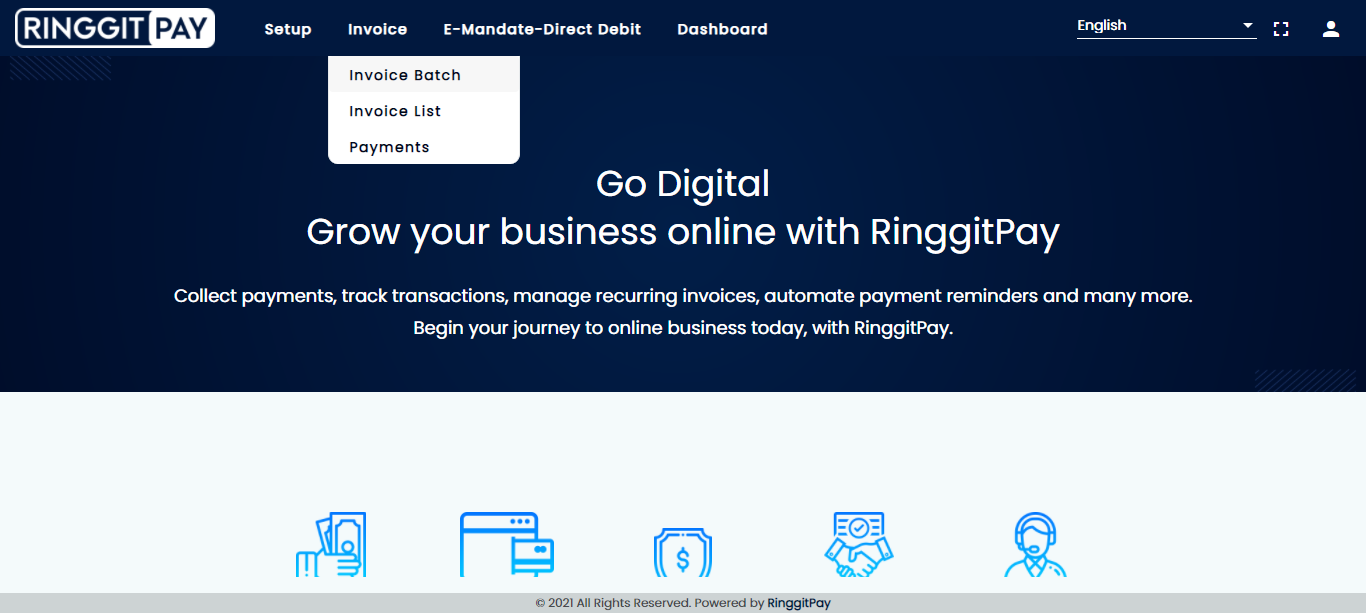 RINGGIT PAY
Setup Invoice E-Mandate-Direct Debit Dashboard English
Invoice Batch
Invoice List
Payments
Go Digital
Grow your business online with RinggitPay
Collect payments, track transactions, manage recurring invoices, automate payment reminders and many more.
Begin your journey to online business today, with RinggitPay.
$
© 2021 All Rights Reserved. Powered by RinggitPay